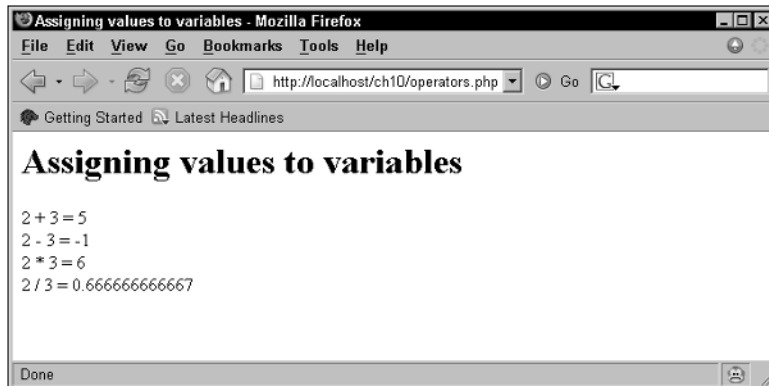 Assigning values to variables - Mozilla Firefox
File Edit View Go Bookmarks Tools Help
http://localhost/ch10/operators.php Go G
Getting Started Latest Headlines
Assigning values to variables
2 + 3 = 5
2 - 3 = -1
2 * 3 = 6
2 / 3 = 0.666666666667
Done